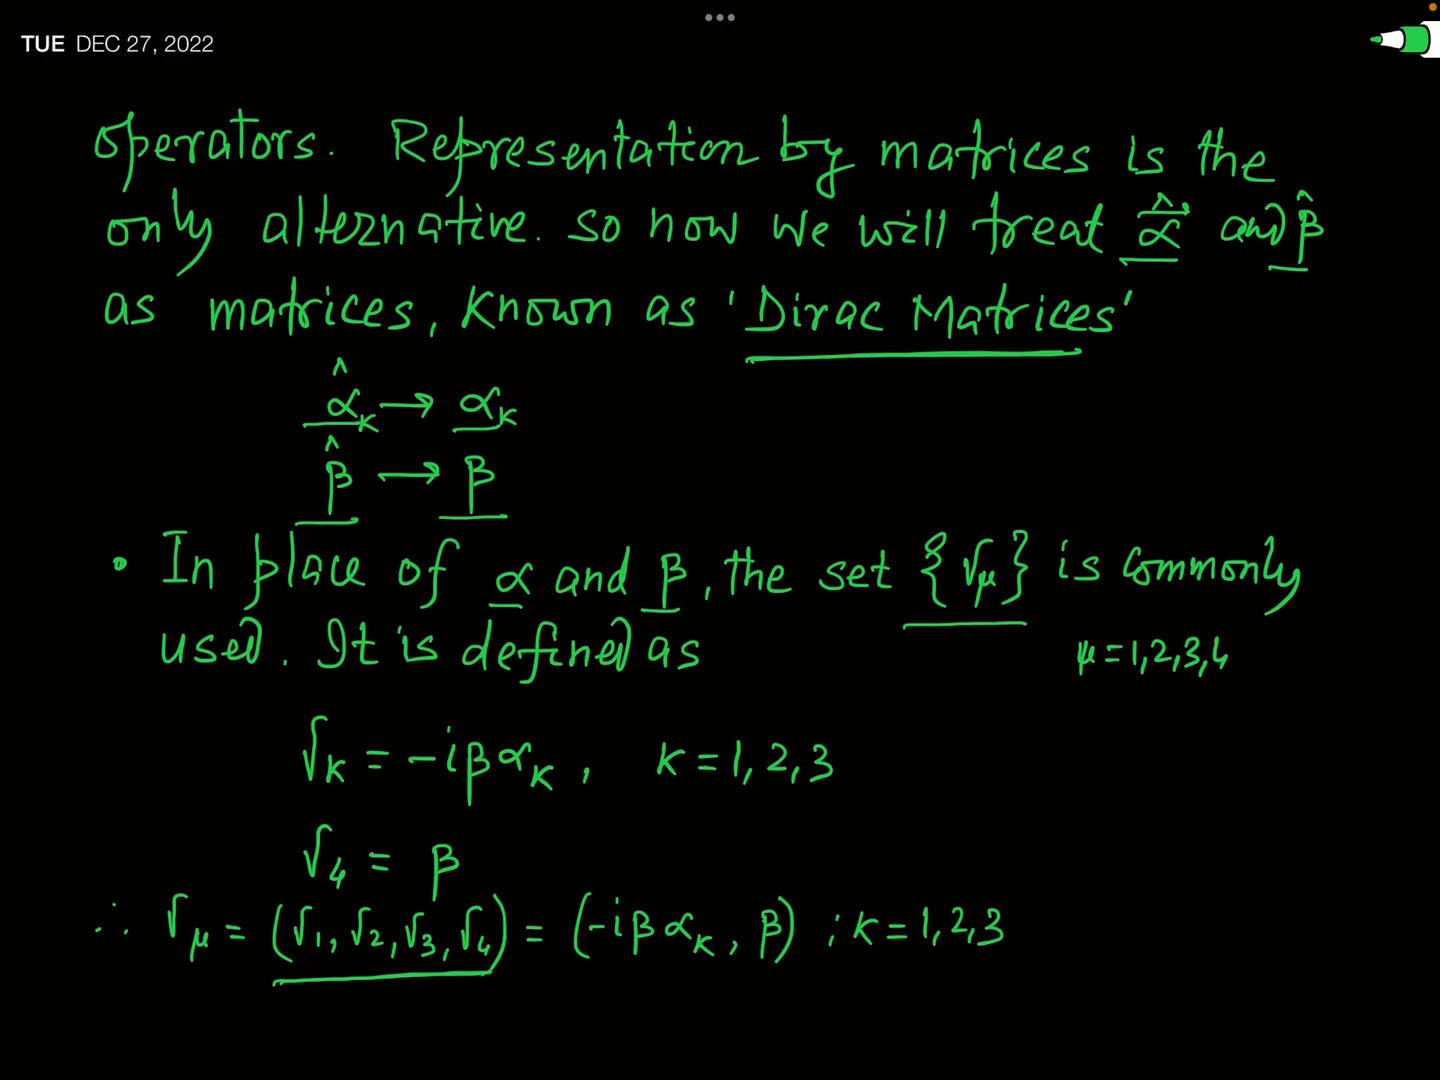 TUE DEC 27, 2022
operators. Representation by matrices is the
only alternative. so now we will treat α̂⃗ and β̂
as matrices, known as 'Dirac Matrices'
α̂ₖ → αₖ
β̂ → β
• In place of α and β, the set {γμ} is commonly
used. It is defined as
μ = 1,2,3,4
γₖ = -iβαₖ, k = 1,2,3
γ₄ = β
∴ γμ = (γ₁, γ₂, γ₃, γ₄) = (-iβαₖ, β) ; k = 1,2,3